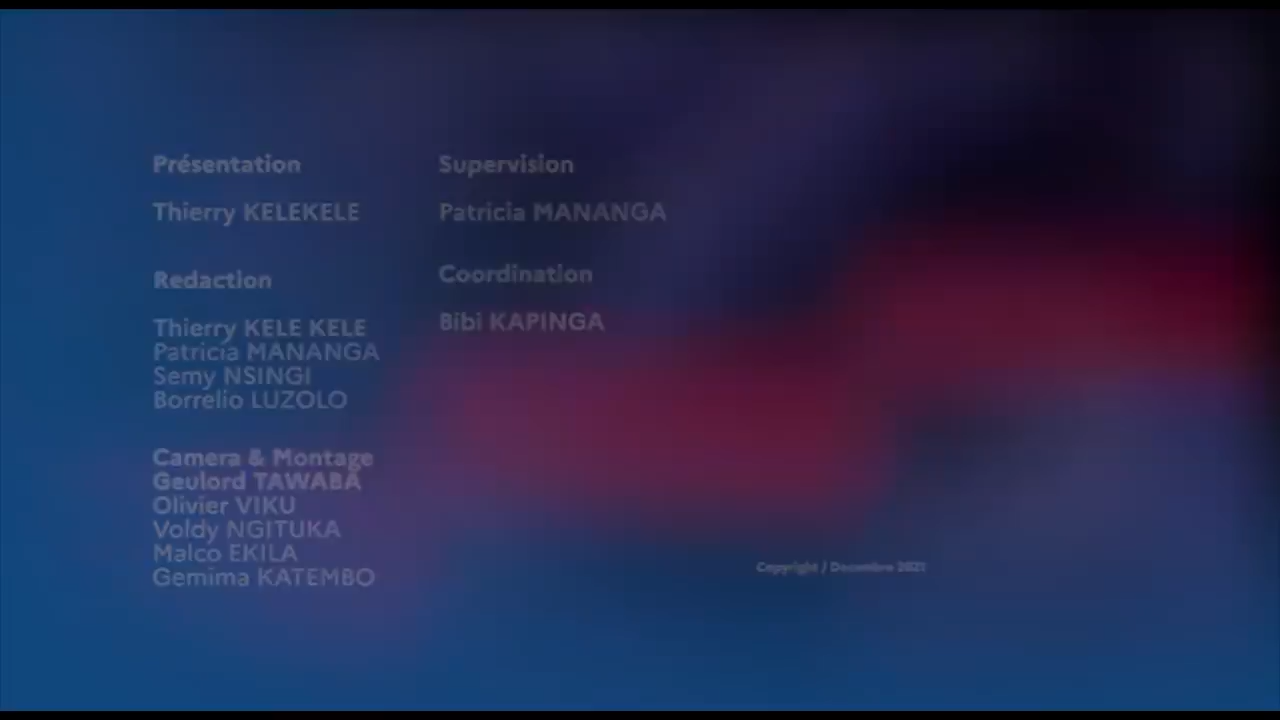 Présentation
Thierry KELEKELE
Redaction
Thierry KELE KELE
Patricia MANANGA
Semy NSINGI
Borrelio LUZOLO
Camera & Montage
Geulord TAWABA
Olivier VIKU
Voldy NGITUKA
Malco EKILA
Gemima KATEMBO
Supervision
Patricia MANANGA
Coordination
Bibi KAPINGA
Copyright / Decembre 2021